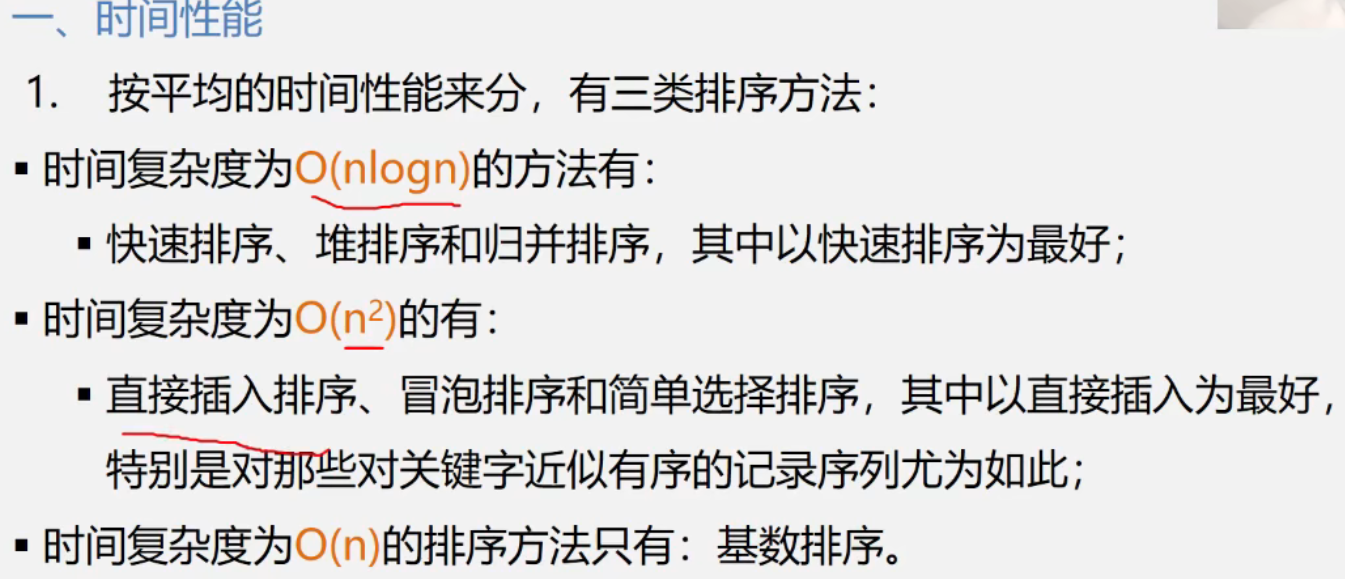 一、时间性能
1. 按平均的时间性能来分，有三类排序方法：
▪ 时间复杂度为O(nlogn)的方法有：
▪ 快速排序、堆排序和归并排序，其中以快速排序为最好；
▪ 时间复杂度为O(n²)的有：
▪ 直接插入排序、冒泡排序和简单选择排序，其中以直接插入为最好，
特别是对那些对关键字近似有序的记录序列尤为如此；
▪ 时间复杂度为O(n)的排序方法只有：基数排序。